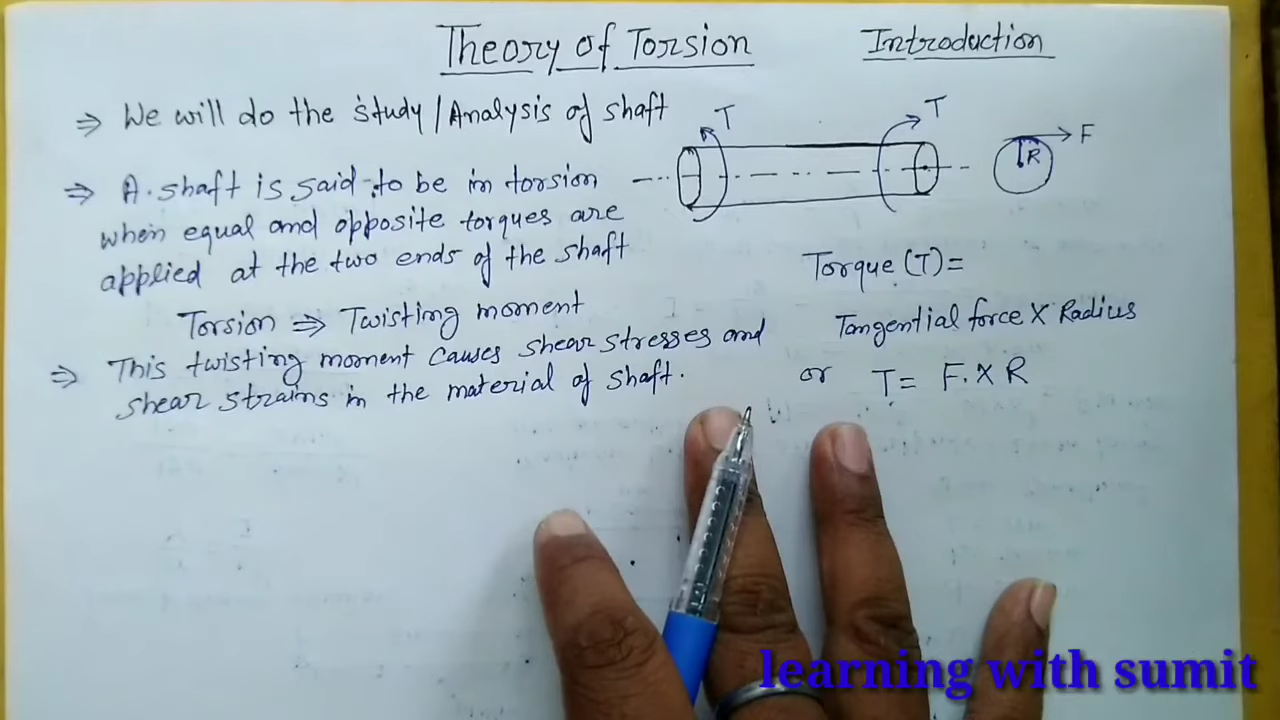 Theory of Torsion Introduction
⇒ We will do the study/Analysis of shaft
⇒ A shaft is said to be in torsion
when equal and opposite torques are
applied at the two ends of the shaft
Torsion ⇒ Twisting moment
⇒ This twisting moment causes shear stresses and
shear strains in the material of shaft.
T T
F
R
Torque (T) =
Tangential force X Radius
or T = F. X R
learning with sumit